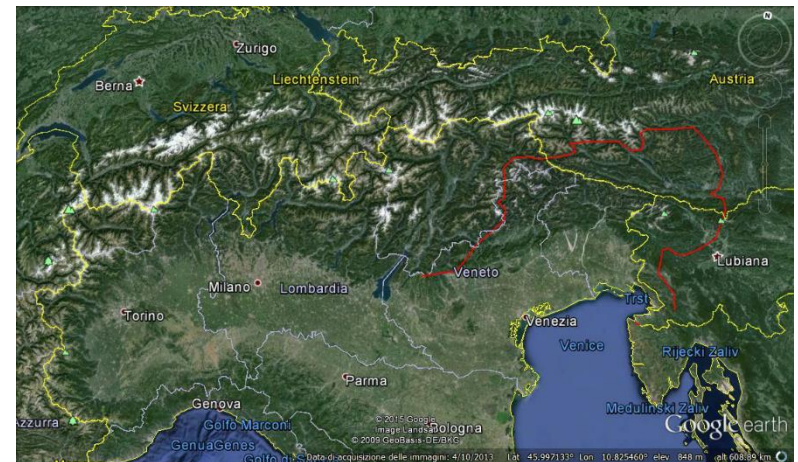 N
Zurigo
Berna
Liechtenstein
Austria
Svizzera
Lubiana
Veneto
Milano
Lombardia
Trst
Torino
Venezia
Venice
Rijecki Zaliv
Parma
Medulinski Zaliv
Genova
Azzurra
Golfo Marconi
© 2015 Google
Image Landsat
Bologna
© 2009 GeoBasis-DE/BKG
GenuaGenes
Google earth
Data di acquisizione delle immagini: 4/10/2013 Lat 45.997133° Lon 10.825460° elev 848 m alt 608.89 km